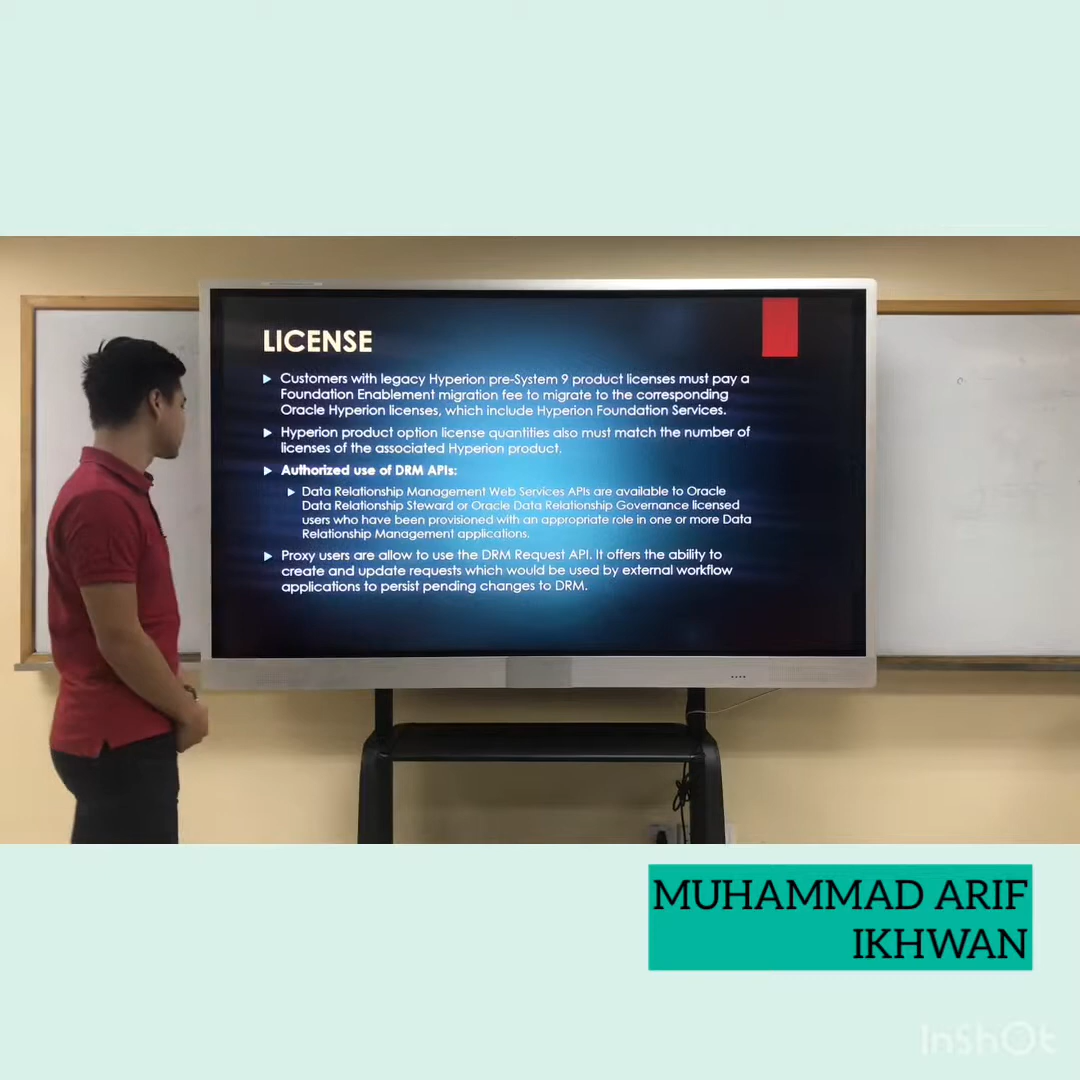 LICENSE
Customers with legacy Hyperion pre-System 9 product licenses must pay a
Foundation Enablement migration fee to migrate to the corresponding
Oracle Hyperion licenses, which include Hyperion Foundation Services.
Hyperion product option license quantities also must match the number of
licenses of the associated Hyperion product.
Authorized use of DRM APIs:
Data Relationship Management Web Services APIs are available to Oracle
Data Relationship Steward or Oracle Data Relationship Governance licensed
users who have been provisioned with an appropriate role in one or more Data
Relationship Management applications.
Proxy users are allow to use the DRM Request API. It offers the ability to
create and update requests which would be used by external workflow
applications to persist pending changes to DRM.
MUHAMMAD ARIF
IKHWAN
InShOt